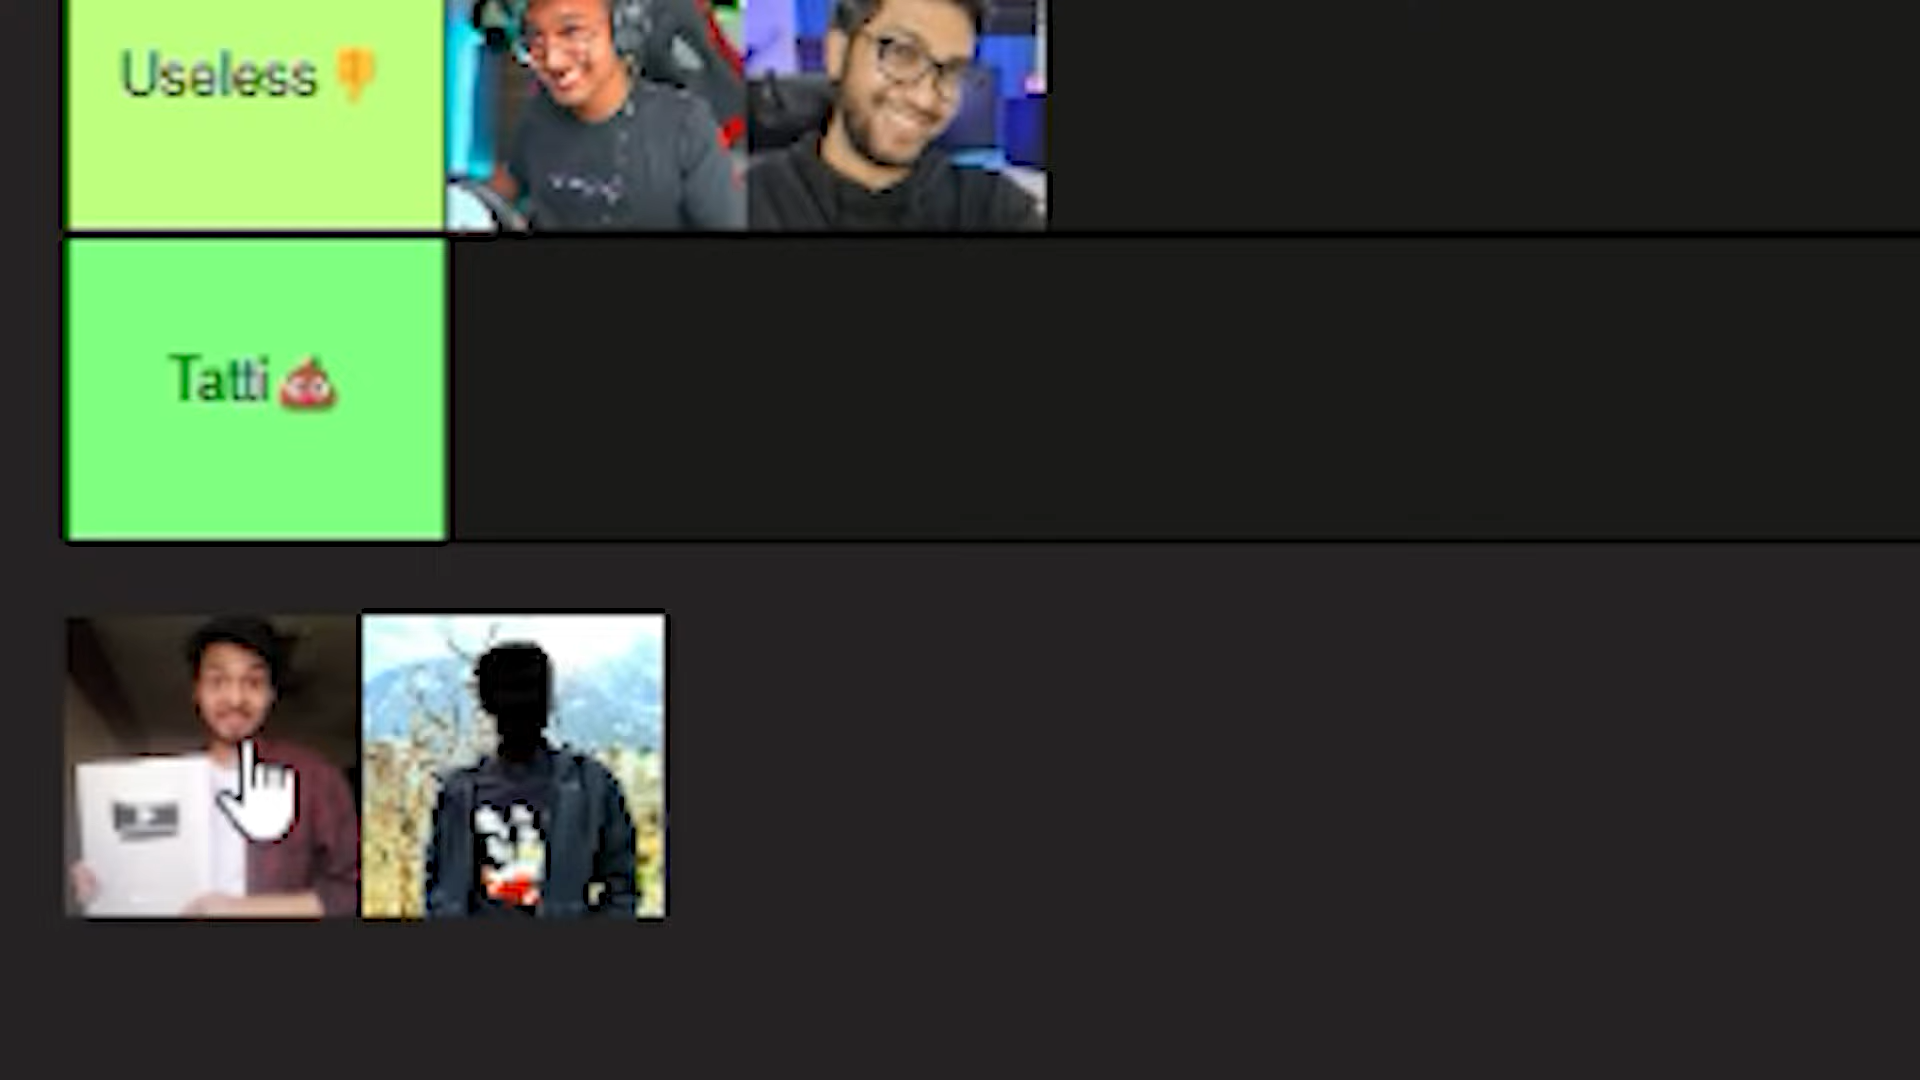 Useless 👎
Tatti 💩